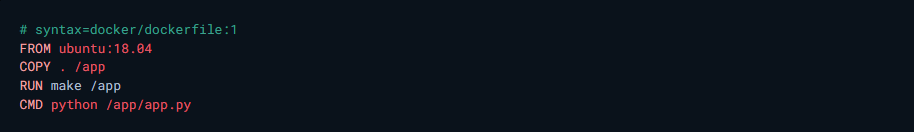 # syntax=docker/dockerfile:1
FROM ubuntu:18.04
COPY . /app
RUN make /app
CMD python /app/app.py